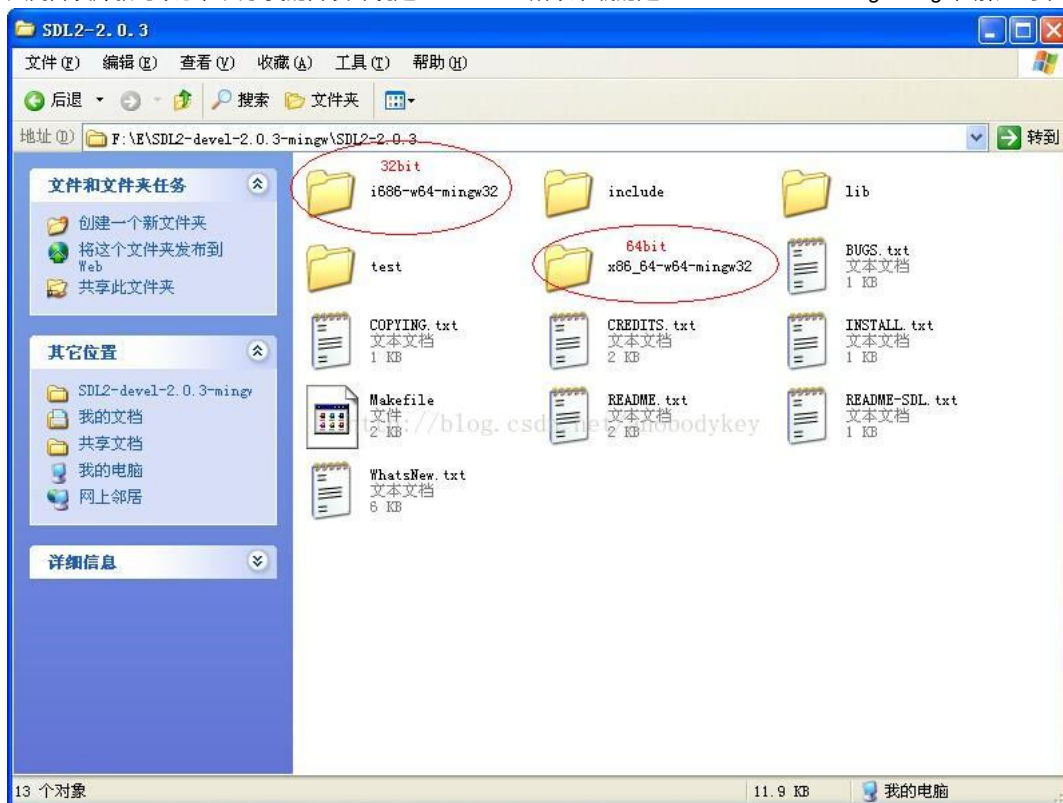 SDL2-2.0.3
文件(F) 编辑(E) 查看(V) 收藏(A) 工具(T) 帮助(H)
后退 搜索 文件夹
地址(D) F:\E\SDL2-devel-2.0.3-mingw\SDL2-2.0.3 转到
文件和文件夹任务
创建一个新文件夹
将这个文件夹发布到
Web
共享此文件夹
其它位置
SDL2-devel-2.0.3-mingw
我的文档
共享文档
我的电脑
网上邻居
详细信息
32bit
i686-w64-mingw32
include
lib
test
64bit
x86_64-w64-mingw32
BUGS.txt
文本文档
1 KB
COPYING.txt
文本文档
1 KB
CREDITS.txt
文本文档
2 KB
INSTALL.txt
文本文档
1 KB
Makefile
文件
2 KB
README.txt
文本文档
2 KB
README-SDL.txt
文本文档
1 KB
WhatsNew.txt
文本文档
6 KB
13 个对象 11.9 KB 我的电脑